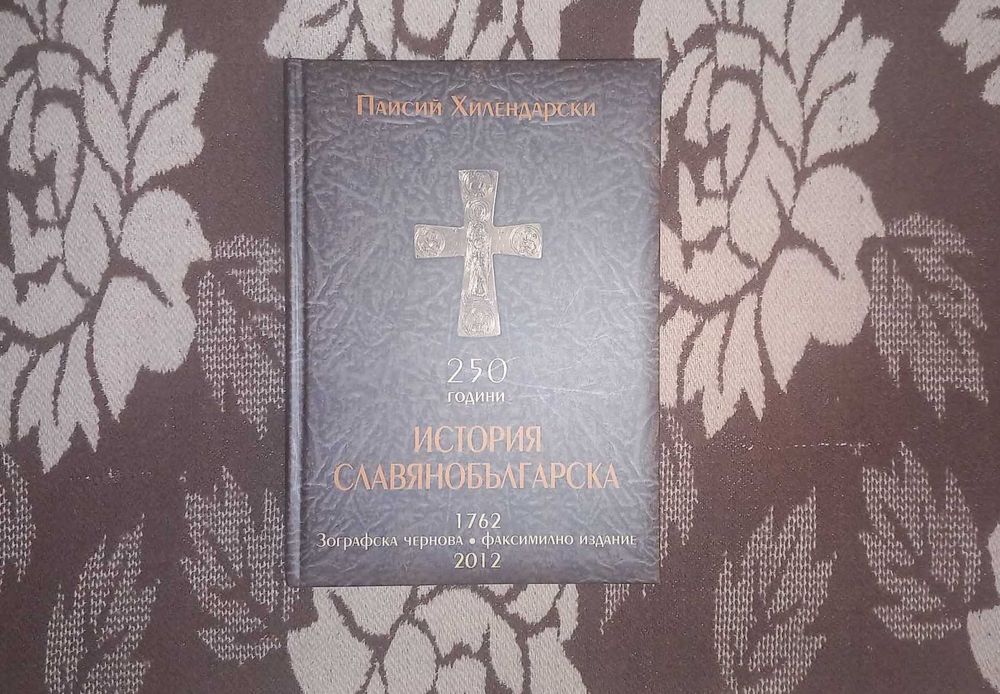 Паисий Хилендарски
250
години
ИСТОРИЯ
СЛАВЯНОБЪЛГАРСКА
1762
Зографска чернова • факсимилно издание
2012